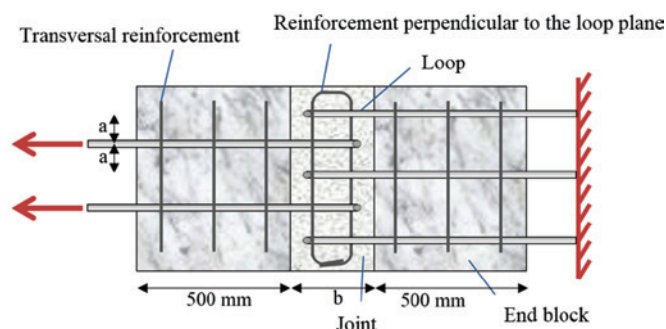 Reinforcement perpendicular to the loop plane
Transversal reinforcement
Loop
a
a
500 mm
b
500 mm
Joint
End block